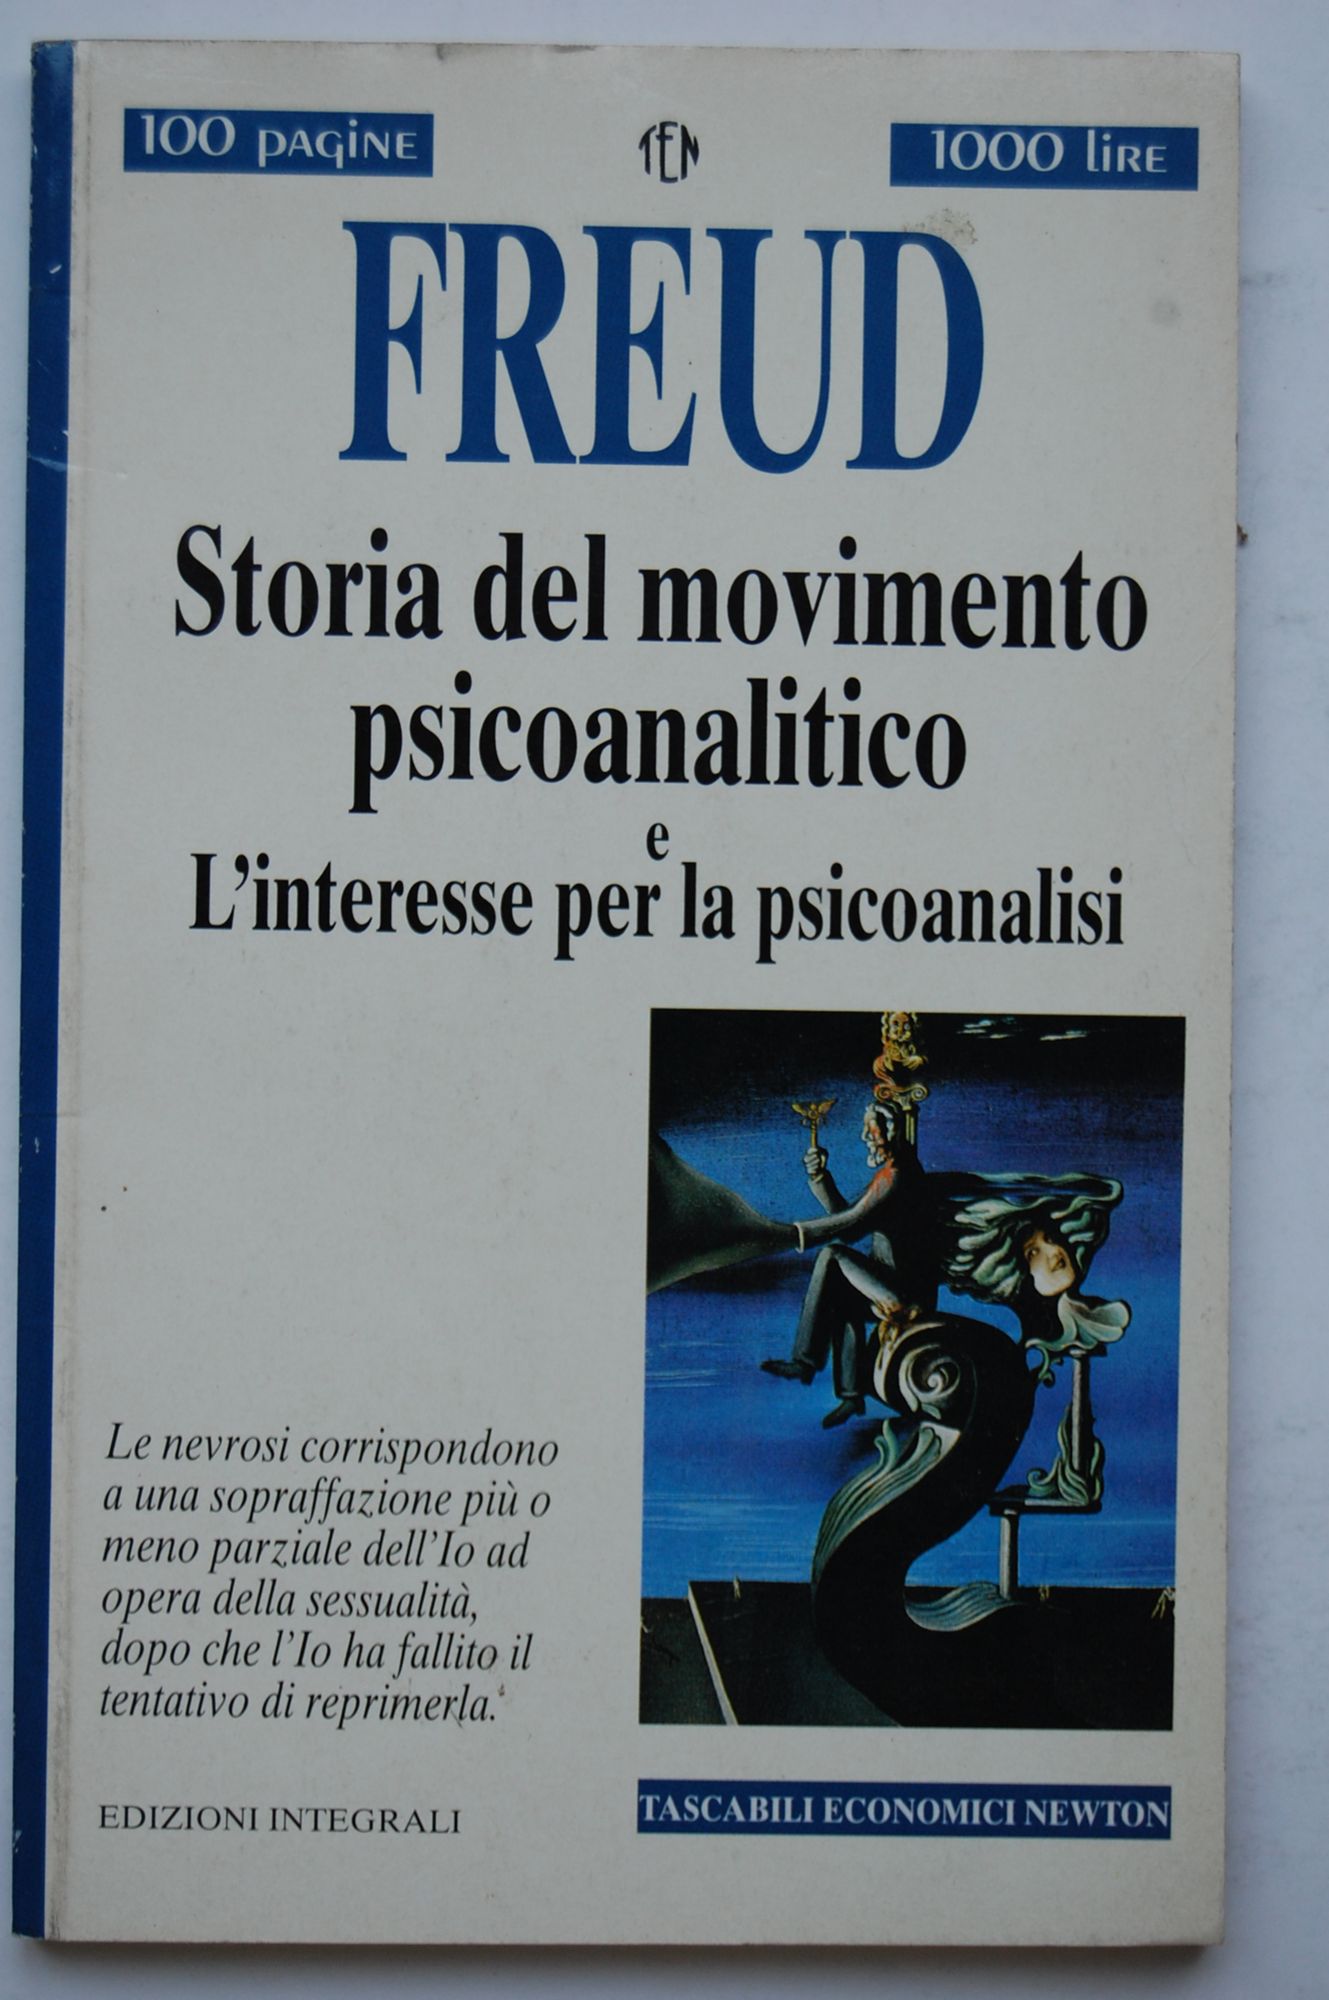 100 PAGINE
TEN
1000 LIRE
FREUD
Storia del movimento
psicoanalitico
e
L'interesse per la psicoanalisi
Le nevrosi corrispondono
a una sopraffazione più o
meno parziale dell'Io ad
opera della sessualità,
dopo che l'Io ha fallito il
tentativo di reprimerla.
EDIZIONI INTEGRALI
TASCABILI ECONOMICI NEWTON